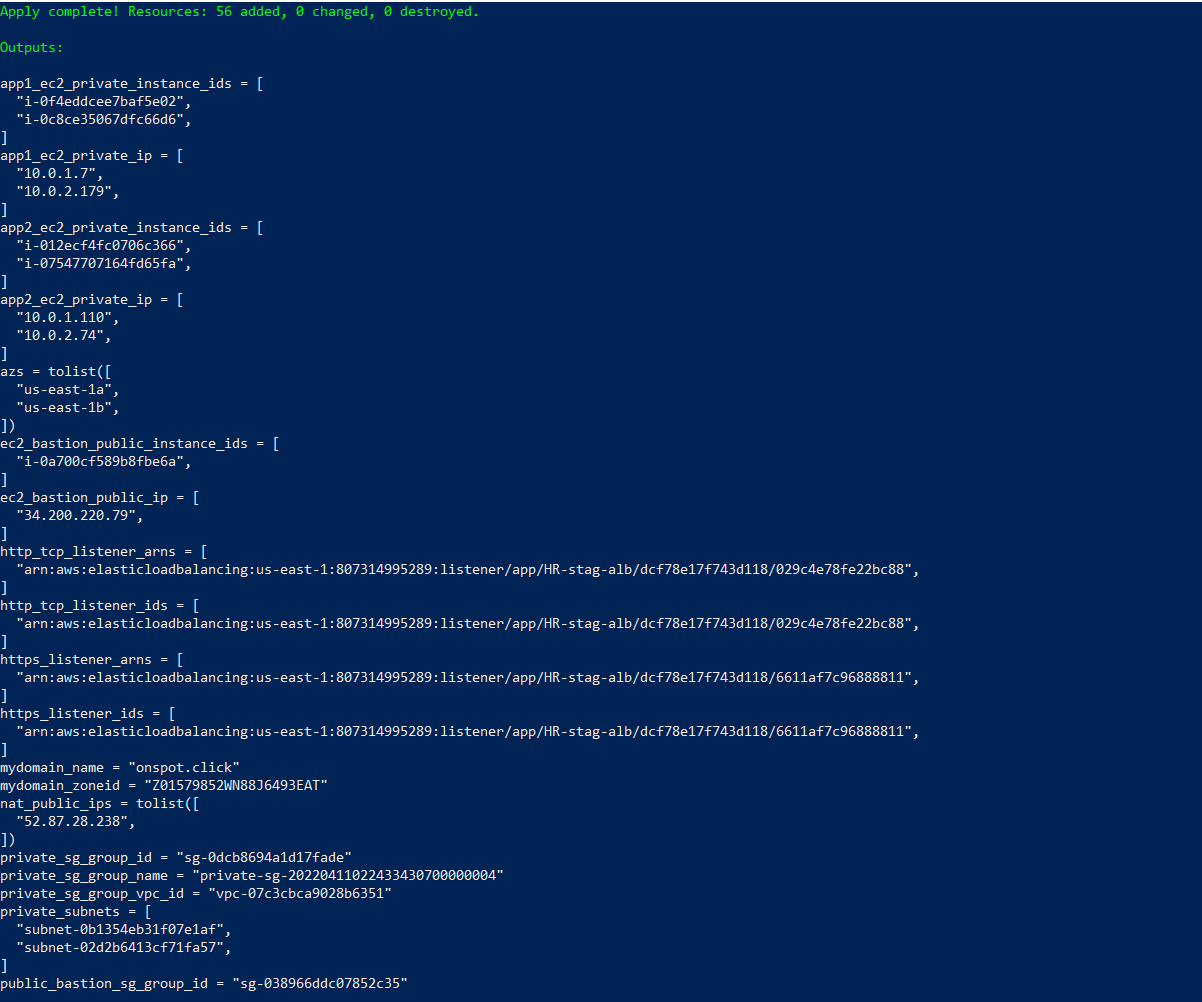 Apply complete! Resources: 56 added, 0 changed, 0 destroyed.
Outputs:
app1_ec2_private_instance_ids = [
"i-0f4eddcee7baf5e02",
"i-0c8ce35067dfc66d6",
]
app1_ec2_private_ip = [
"10.0.1.7",
"10.0.2.179",
]
app2_ec2_private_instance_ids = [
"i-012ecf4fc0706c366",
"i-07547707164fd65fa",
]
app2_ec2_private_ip = [
"10.0.1.110",
"10.0.2.74",
]
azs = tolist([
"us-east-1a",
"us-east-1b",
])
ec2_bastion_public_instance_ids = [
"i-0a700cf589b8fbe6a",
]
ec2_bastion_public_ip = [
"34.200.220.79",
]
http_tcp_listener_arns = [
"arn:aws:elasticloadbalancing:us-east-1:807314995289:listener/app/HR-stag-alb/dcf78e17f743d118/029c4e78fe22bc88",
]
http_tcp_listener_ids = [
"arn:aws:elasticloadbalancing:us-east-1:807314995289:listener/app/HR-stag-alb/dcf78e17f743d118/029c4e78fe22bc88",
]
https_listener_arns = [
"arn:aws:elasticloadbalancing:us-east-1:807314995289:listener/app/HR-stag-alb/dcf78e17f743d118/6611af7c96888811",
]
https_listener_ids = [
"arn:aws:elasticloadbalancing:us-east-1:807314995289:listener/app/HR-stag-alb/dcf78e17f743d118/6611af7c96888811",
]
mydomain_name = "onspot.click"
mydomain_zoneid = "Z01579852WN88J6493EAT"
nat_public_ips = tolist([
"52.87.28.238",
])
private_sg_group_id = "sg-0dcb8694a1d17fade"
private_sg_group_name = "private-sg-20220411022433430700000004"
private_sg_group_vpc_id = "vpc-07c3cbca9028b6351"
private_subnets = [
"subnet-0b1354eb31f07e1af",
"subnet-02d2b6413cf71fa57",
]
public_bastion_sg_group_id = "sg-038966ddc07852c35"